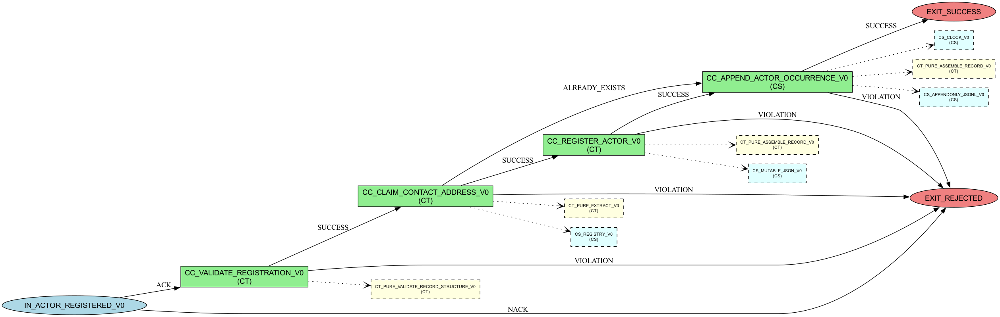 EXIT_SUCCESS
SUCCESS
CS_CLOCK_V0
(CS)
CT_PURE_ASSEMBLE_RECORD_V0
(CT)
CC_APPEND_ACTOR_OCCURRENCE_V0
(CS)
ALREADY_EXISTS
SUCCESS
VIOLATION
CS_APPENDONLY_JSONL_V0
(CS)
VIOLATION
CC_REGISTER_ACTOR_V0
(CT)
CT_PURE_ASSEMBLE_RECORD_V0
(CT)
SUCCESS
CS_MUTABLE_JSON_V0
(CS)
CC_CLAIM_CONTACT_ADDRESS_V0
(CT)
VIOLATION
EXIT_REJECTED
CT_PURE_EXTRACT_V0
(CT)
SUCCESS
CS_REGISTRY_V0
(CS)
VIOLATION
CC_VALIDATE_REGISTRATION_V0
(CT)
ACK
CT_PURE_VALIDATE_RECORD_STRUCTURE_V0
(CT)
IN_ACTOR_REGISTERED_V0
NACK